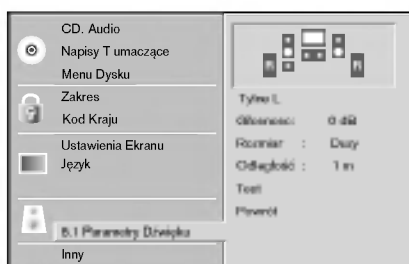 CD. Audio
Napisy T umaczące
Menu Dysku
Zakres
Kod Kraju
Ustawienia Ekranu
Język
5.1 Parametry Dźwięku
Inny
Tylne L
Głośność 0 dB
Rozmiar : Duży
Odległość : 1 m
Test
Powrót